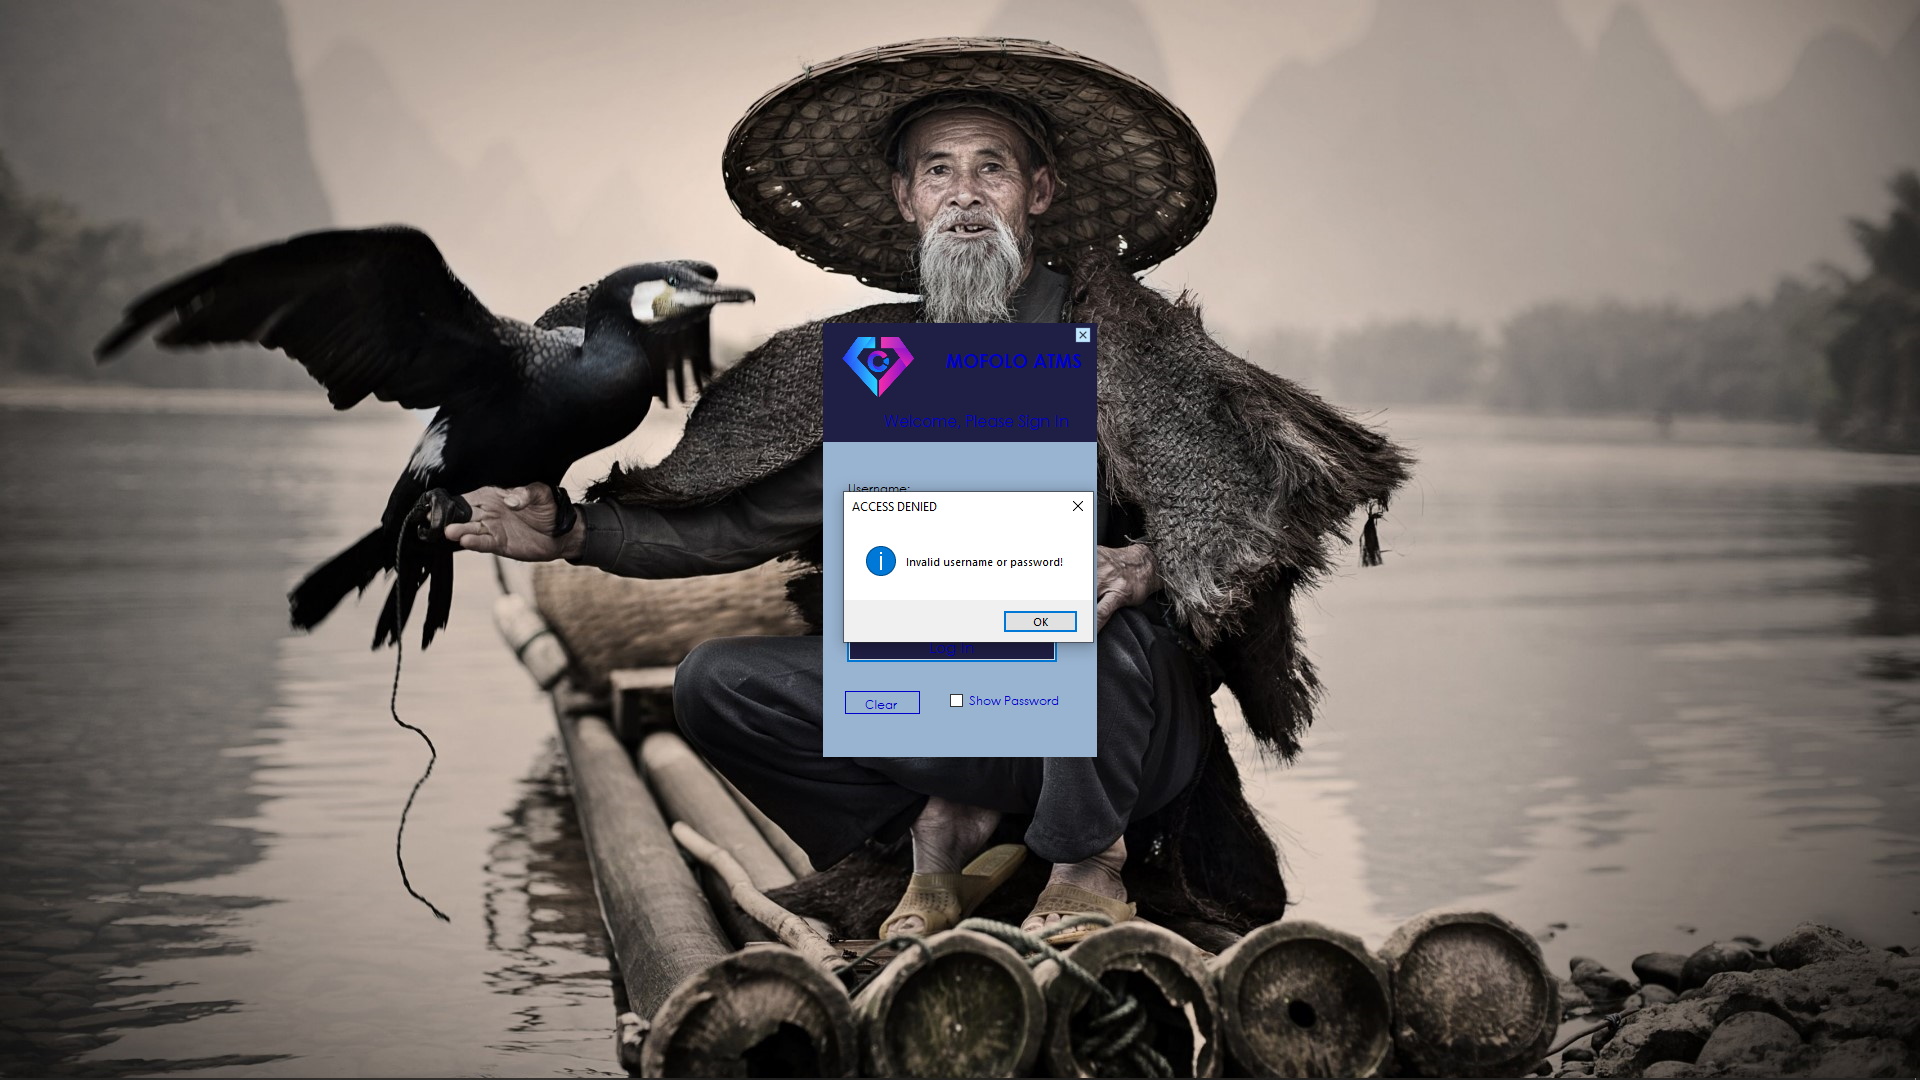 MOFOLO ATMS
Welcome, Please Sign In
Username:
ACCESS DENIED
Invalid username or password!
OK
Log In
Clear
Show Password